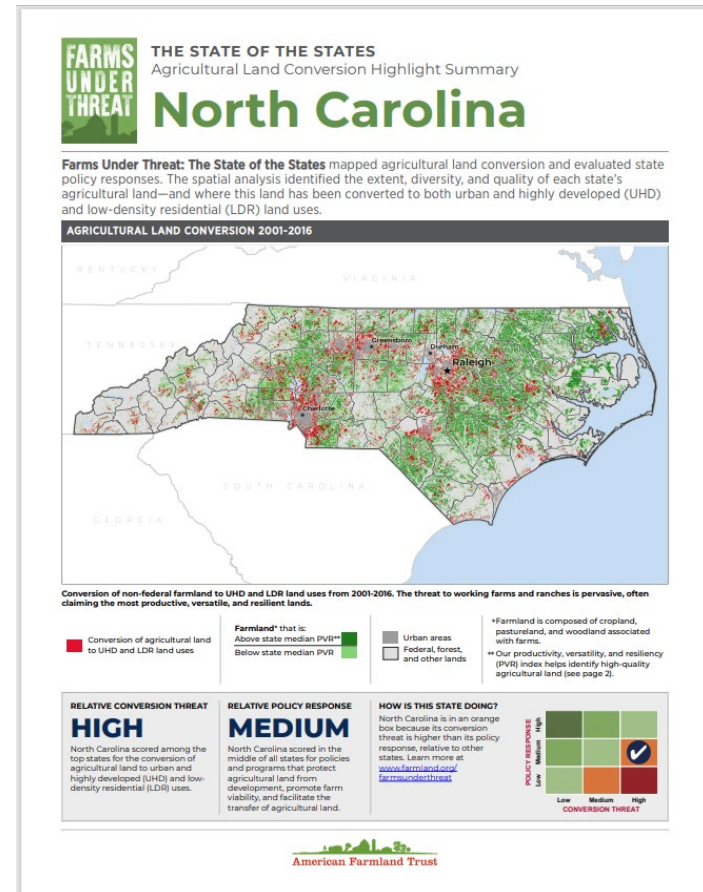 FARMS
UNDER
THREAT
THE STATE OF THE STATES
Agricultural Land Conversion Highlight Summary
North Carolina
Farms Under Threat: The State of the States mapped agricultural land conversion and evaluated state
policy responses. The spatial analysis identified the extent, diversity, and quality of each state's
agricultural land—and where this land has been converted to both urban and highly developed (UHD)
and low-density residential (LDR) land uses.
AGRICULTURAL LAND CONVERSION 2001-2016
KENTUCKY
VIRGINIA
TENNESSEE
Greensboro
Durham
Raleigh
Charlotte
SOUTH CAROLINA
GEORGIA
Conversion of non-federal farmland to UHD and LDR land uses from 2001-2016. The threat to working farms and ranches is pervasive, often
claiming the most productive, versatile, and resilient lands.
Conversion of agricultural land
to UHD and LDR land uses
Farmland* that is:
Above state median PVR**
Below state median PVR
Urban areas
Federal, forest,
and other lands
*Farmland is composed of cropland,
pastureland, and woodland associated
with farms.
** Our productivity, versatility, and resiliency
(PVR) index helps identify high-quality
agricultural land (see page 2).
RELATIVE CONVERSION THREAT
HIGH
North Carolina scored among the
top states for the conversion of
agricultural land to urban and
highly developed (UHD) and low-
density residential (LDR) uses.
RELATIVE POLICY RESPONSE
MEDIUM
North Carolina scored in the
middle of all states for policies
and programs that protect
agricultural land from
development, promote farm
viability, and facilitate the
transfer of agricultural land.
HOW IS THIS STATE DOING?
North Carolina is in an orange
box because its conversion
threat is higher than its policy
response, relative to other
states. Learn more at
www.farmland.org/
farmsunderthreat
POLICY RESPONSE
High
Medium
Low
Low Medium High
CONVERSION THREAT
American Farmland Trust